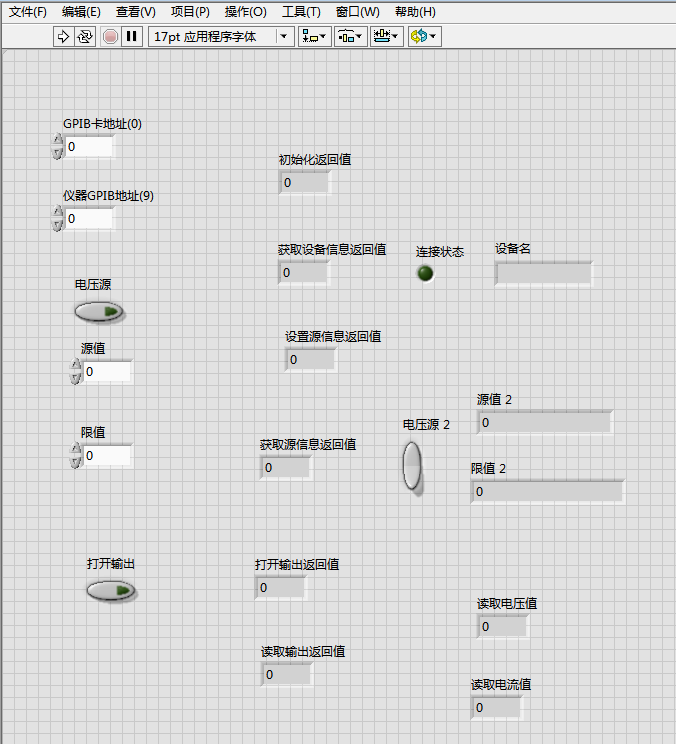 文件(F) 编辑(E) 查看(V) 项目(P) 操作(O) 工具(T) 窗口(W) 帮助(H)
17pt 应用程序字体
GPIB卡地址(0)
0
初始化返回值
0
仪器GPIB地址(9)
0
获取设备信息返回值 连接状态 设备名
0
电压源
设置源信息返回值
0
源值
0
源值 2
0
限值
0
电压源 2
获取源信息返回值
0
限值 2
0
打开输出
打开输出返回值
0
读取电压值
0
读取输出返回值
0
读取电流值
0